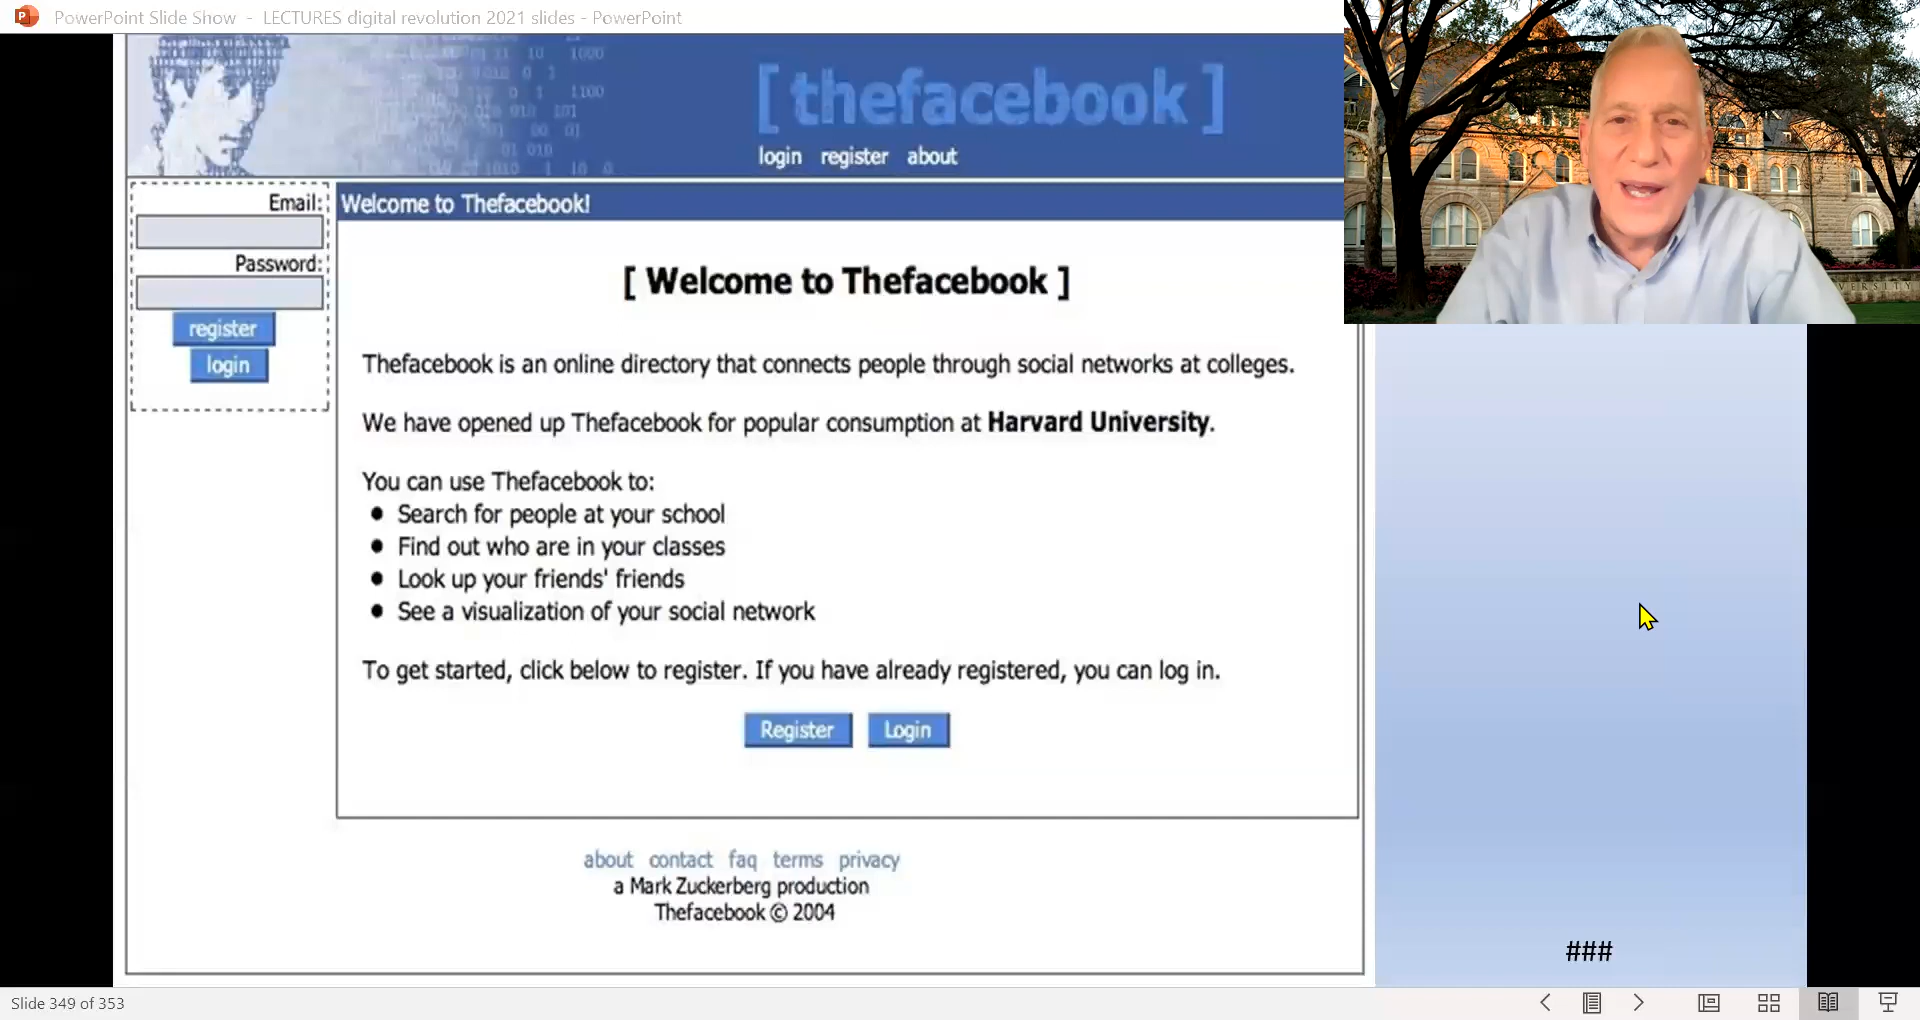 PowerPoint Slide Show - LECTURES digital revolution 2021 slides - PowerPoint
[ thefacebook ]
login register about
Email:
Password:
register
login
Welcome to Thefacebook!
[ Welcome to Thefacebook ]
Thefacebook is an online directory that connects people through social networks at colleges.
We have opened up Thefacebook for popular consumption at Harvard University.
You can use Thefacebook to:
● Search for people at your school
● Find out who are in your classes
● Look up your friends' friends
● See a visualization of your social network
To get started, click below to register. If you have already registered, you can log in.
Register Login
about contact faq terms privacy
a Mark Zuckerberg production
Thefacebook © 2004
###
Slide 349 of 353